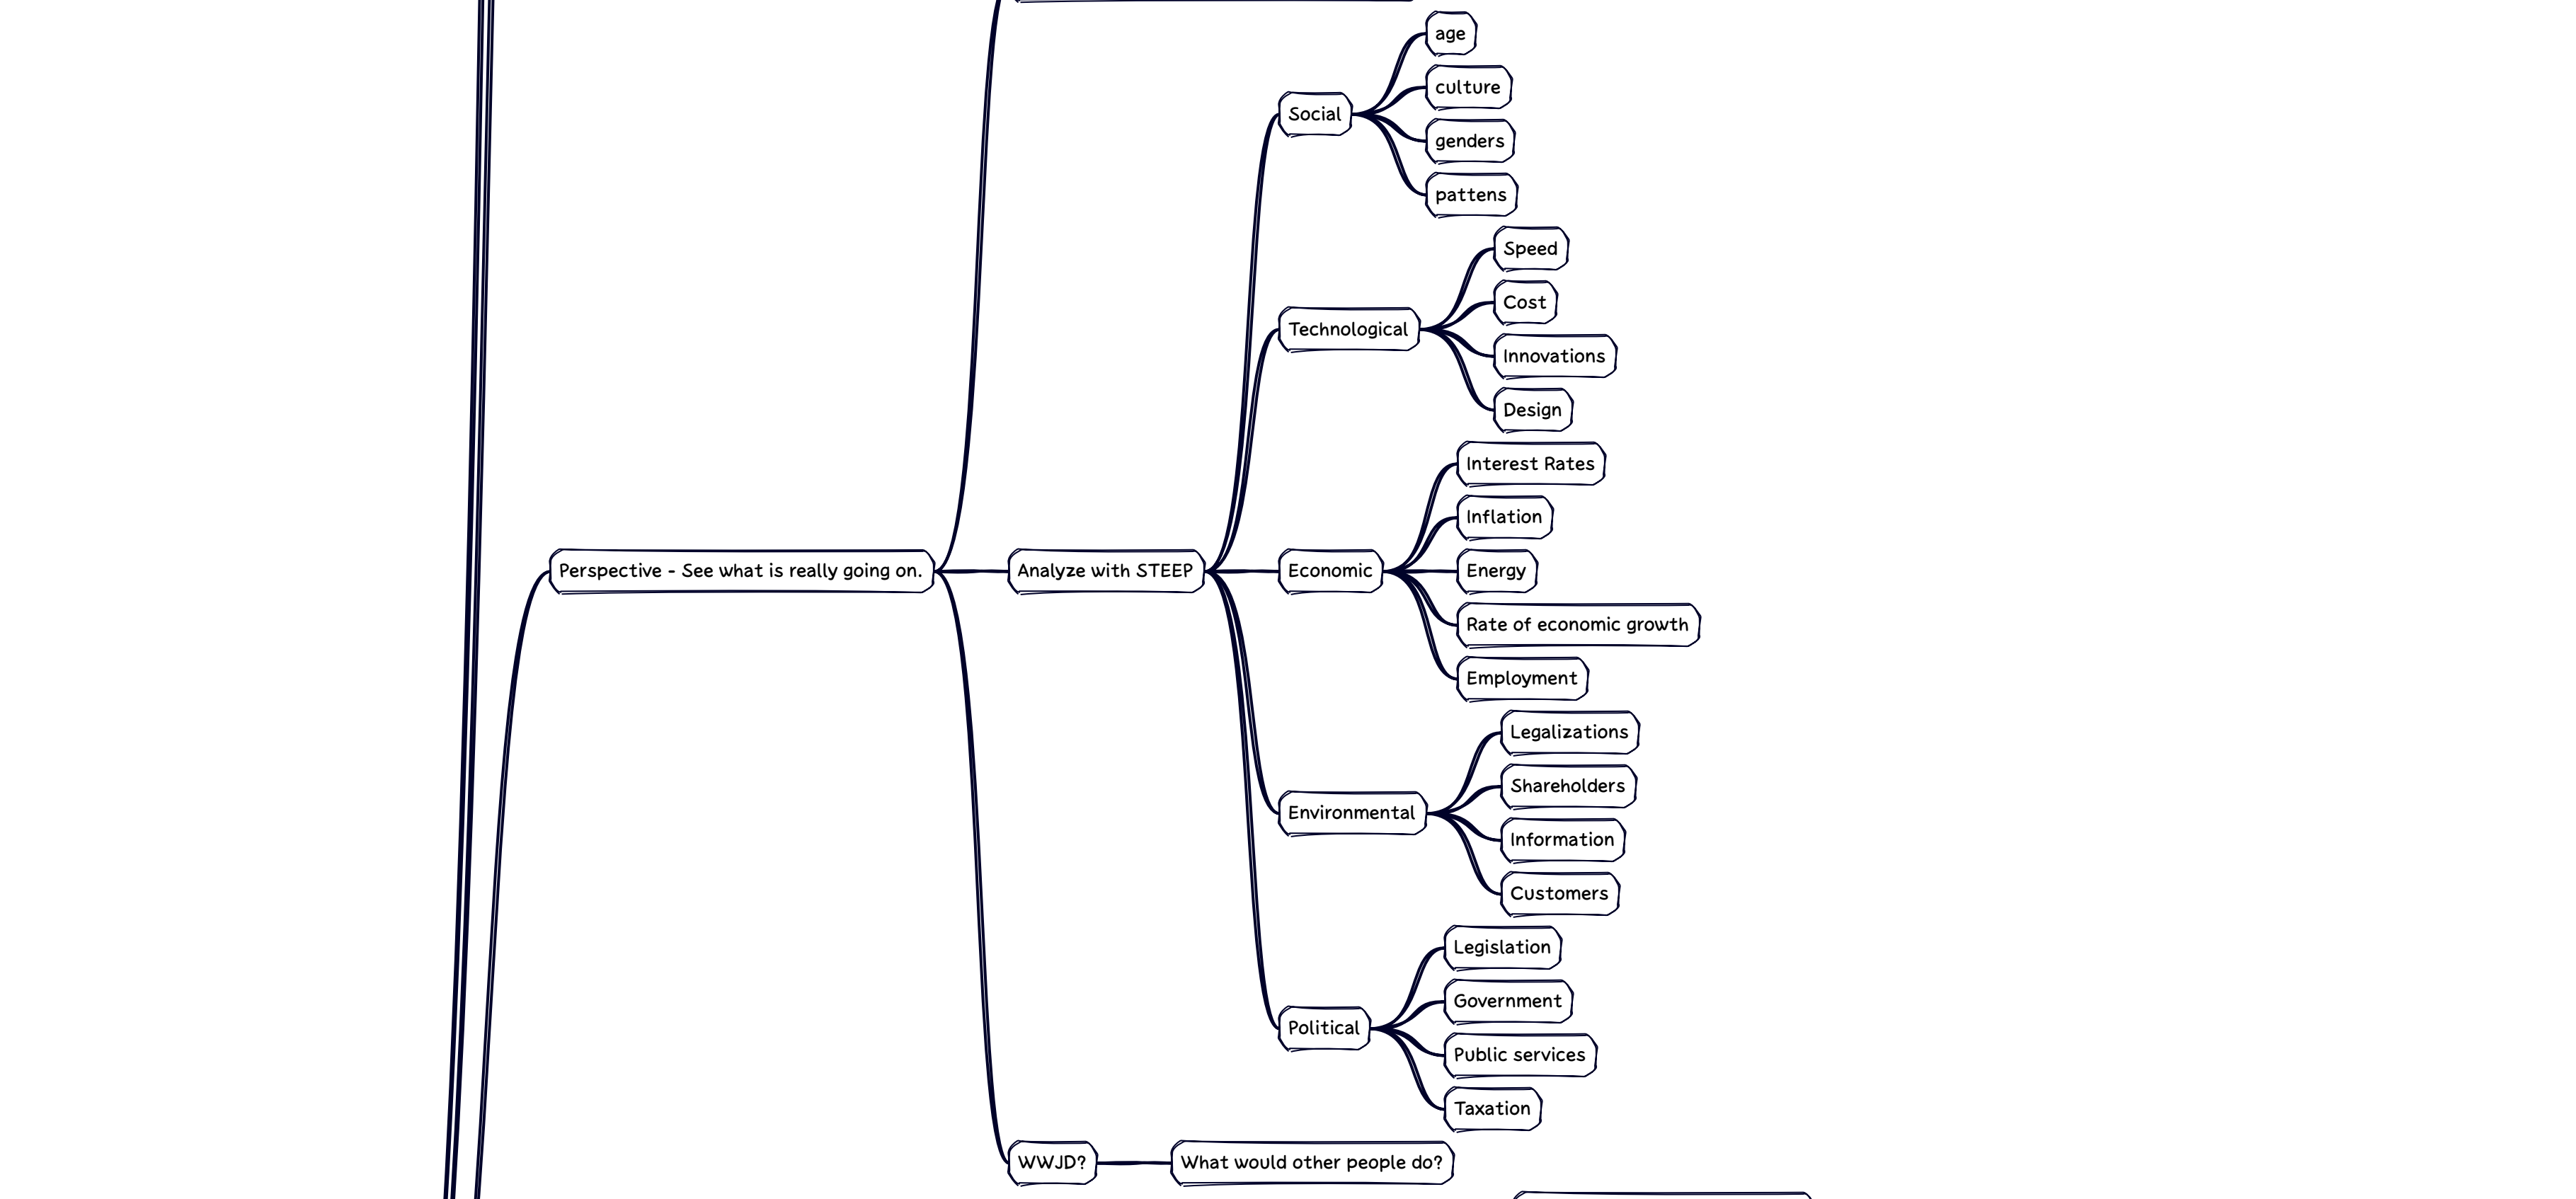 age
culture
Social
genders
pattens
Speed
Cost
Technological
Innovations
Design
Interest Rates
Inflation
Perspective - See what is really going on.
Analyze with STEEP
Economic
Energy
Rate of economic growth
Employment
Legalizations
Shareholders
Environmental
Information
Customers
Legislation
Government
Political
Public services
Taxation
WWJD?
What would other people do?